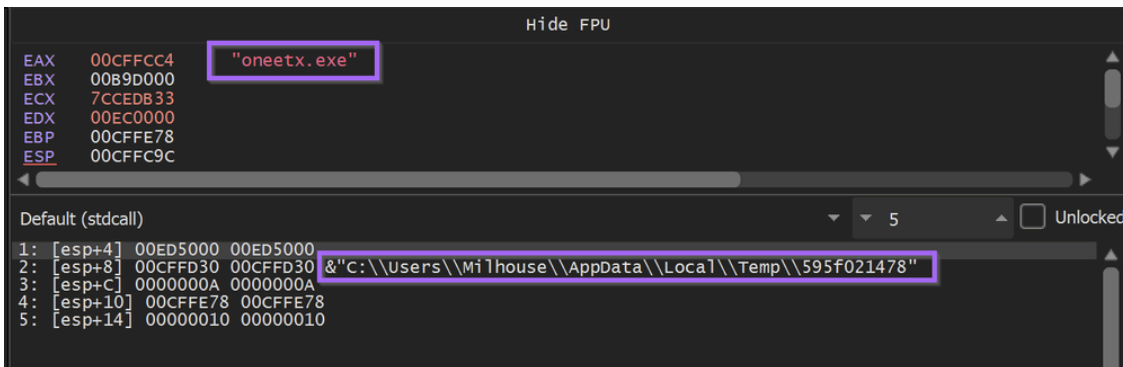 Hide FPU
EAX 00CFFCC4 "oneetx.exe"
EBX 00B9D000
ECX 7CCEDB33
EDX 00EC0000
EBP 00CFFE78
ESP 00CFFC9C
Default (stdcall) 5 Unlocked
1: [esp+4] 00ED5000 00ED5000
2: [esp+8] 00CFFD30 00CFFD30 &"C:\\Users\\Milhouse\\AppData\\Local\\Temp\\595f021478"
3: [esp+C] 0000000A 0000000A
4: [esp+10] 00CFFE78 00CFFE78
5: [esp+14] 00000010 00000010